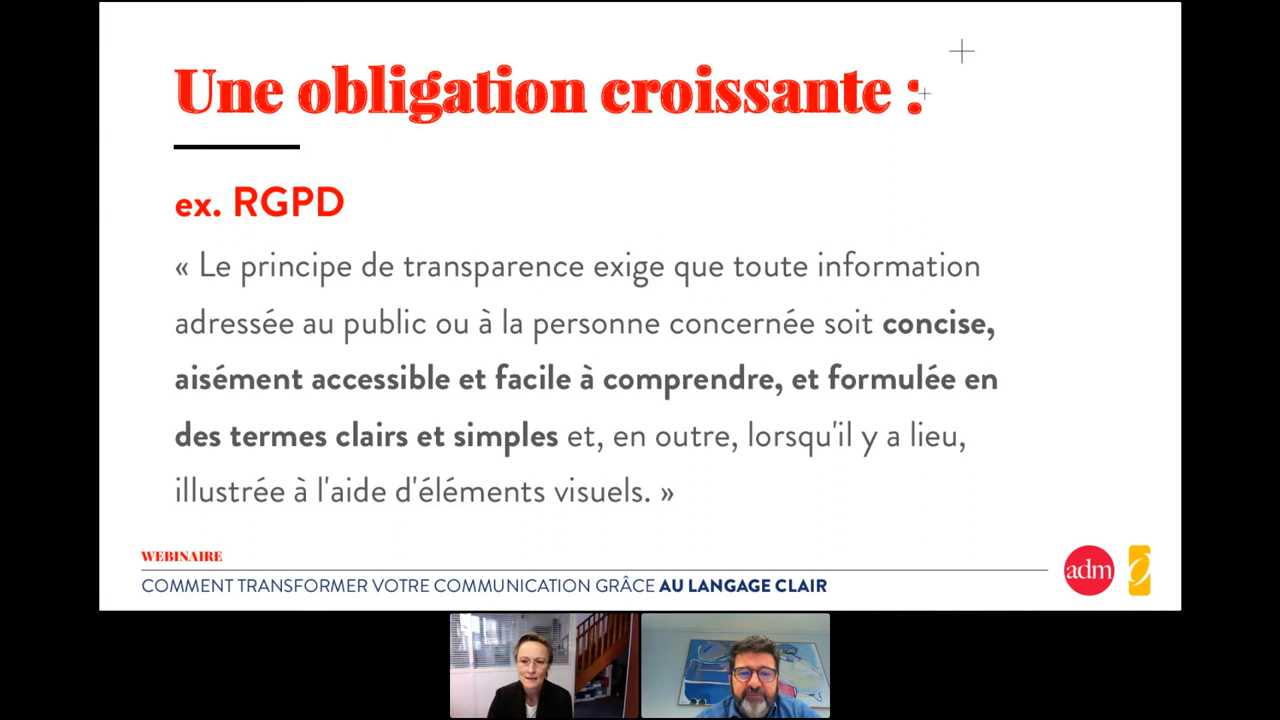 Une obligation croissante :
ex. RGPD
« Le principe de transparence exige que toute information
adressée au public ou à la personne concernée soit concise,
aisément accessible et facile à comprendre, et formulée en
des termes clairs et simples et, en outre, lorsqu'il y a lieu,
illustrée à l'aide d'éléments visuels. »
WEBINAIRE
COMMENT TRANSFORMER VOTRE COMMUNICATION GRÂCE AU LANGAGE CLAIR
adm